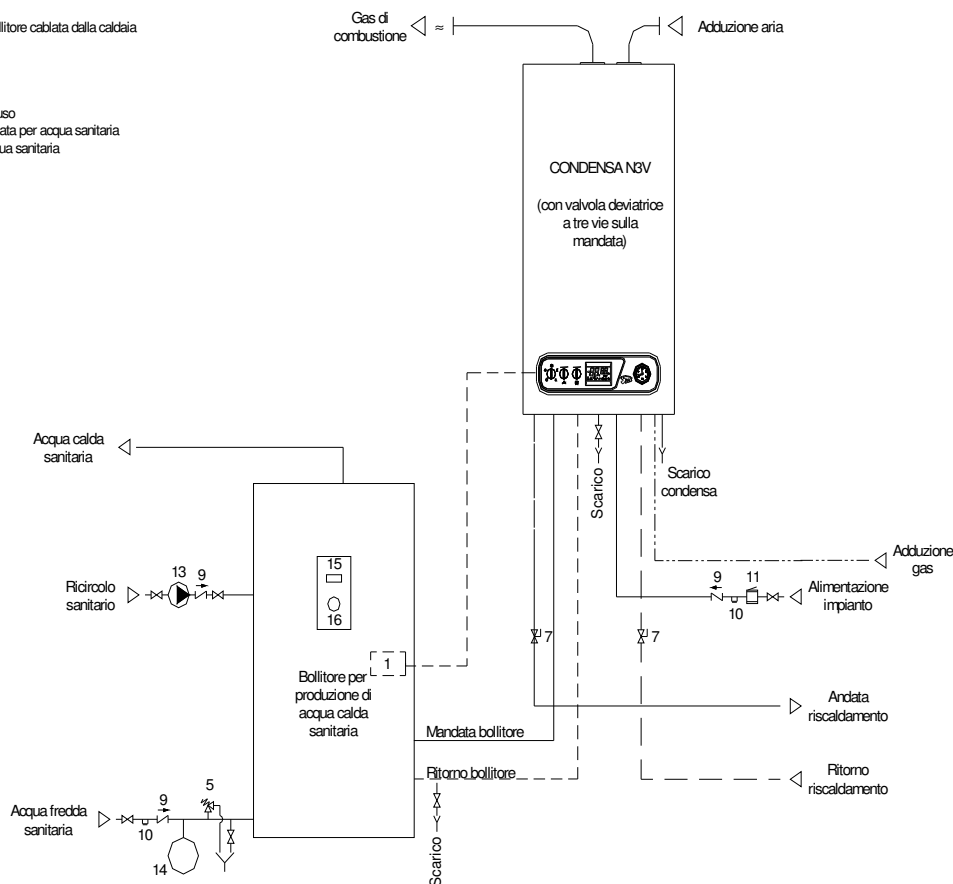 llitore cablata dalla caldaia
uso
ata per acqua sanitaria
ua sanitaria
Gas di
combustione
≈
Adduzione aria
CONDENSA N3V
(con valvola deviatrice
a tre vie sulla
mandata)
Acqua calda
sanitaria
Scarico
Scarico
condensa
Adduzione
gas
13
9
Ricircolo
sanitario
15
16
9
11
10
Alimentazione
impianto
7
7
1
Bollitore per
produzione di
acqua calda
sanitaria
Andata
riscaldamento
Mandata bollitore
Ritorno bollitore
Ritorno
riscaldamento
5
9
Acqua fredda
sanitaria
10
14
Scarico